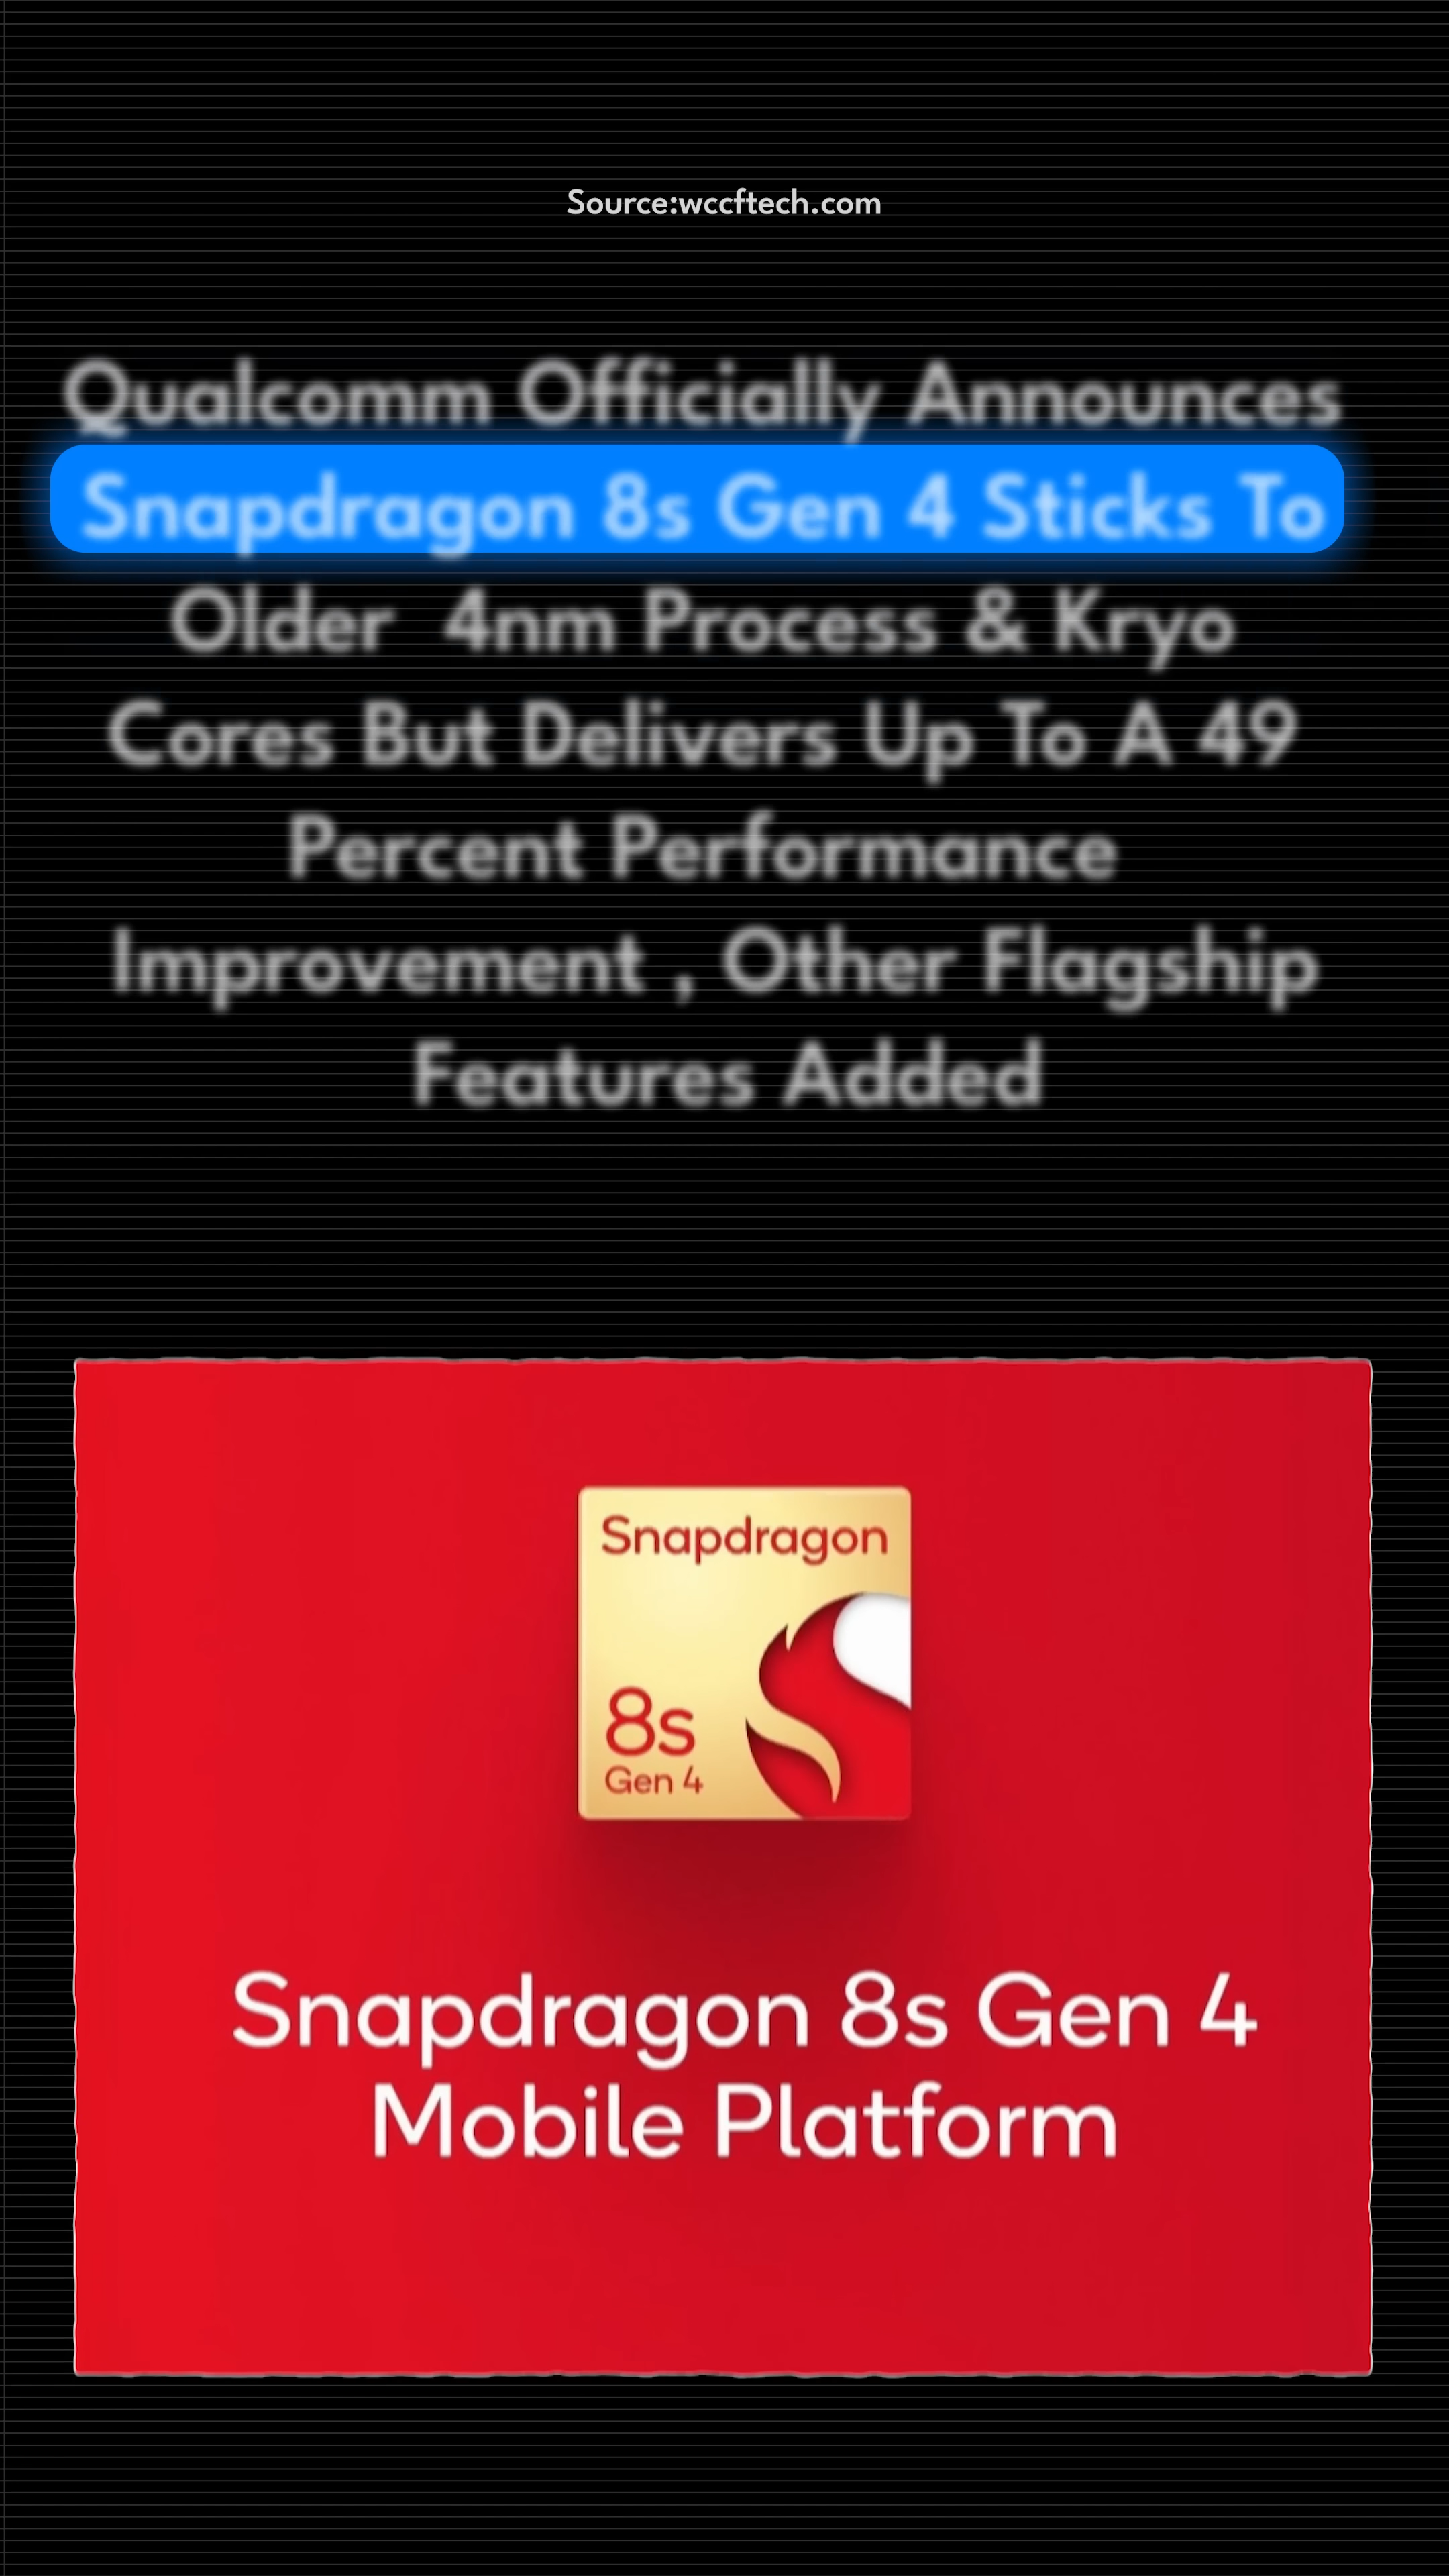 Source:wccftech.com
Qualcomm Officially Announces
Snapdragon 8s Gen 4 Sticks To
Older 4nm Process & Kryo
Cores But Delivers Up To A 49
Percent Performance
Improvement , Other Flagship
Features Added
Snapdragon
8s
Gen 4
Snapdragon 8s Gen 4
Mobile Platform